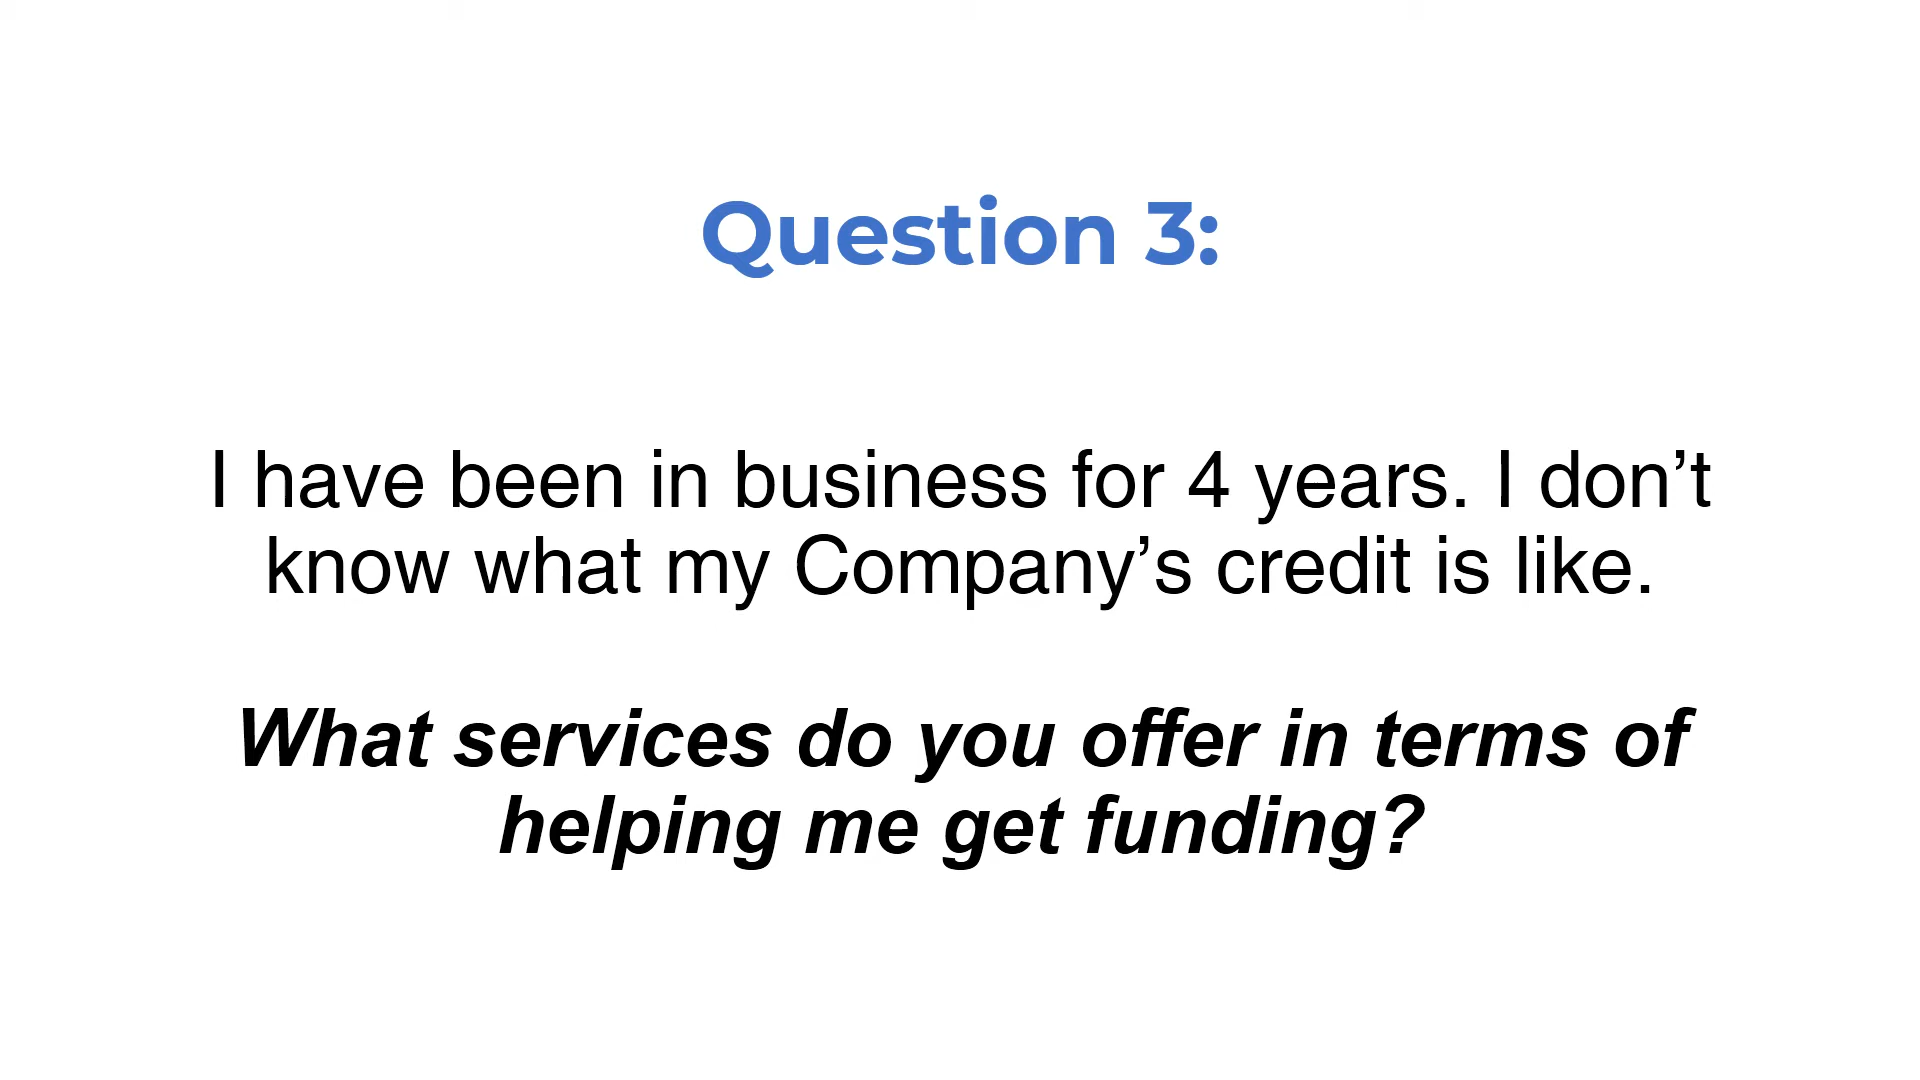 Question 3:
I have been in business for 4 years. I don’t
know what my Company’s credit is like.
What services do you offer in terms of
helping me get funding?